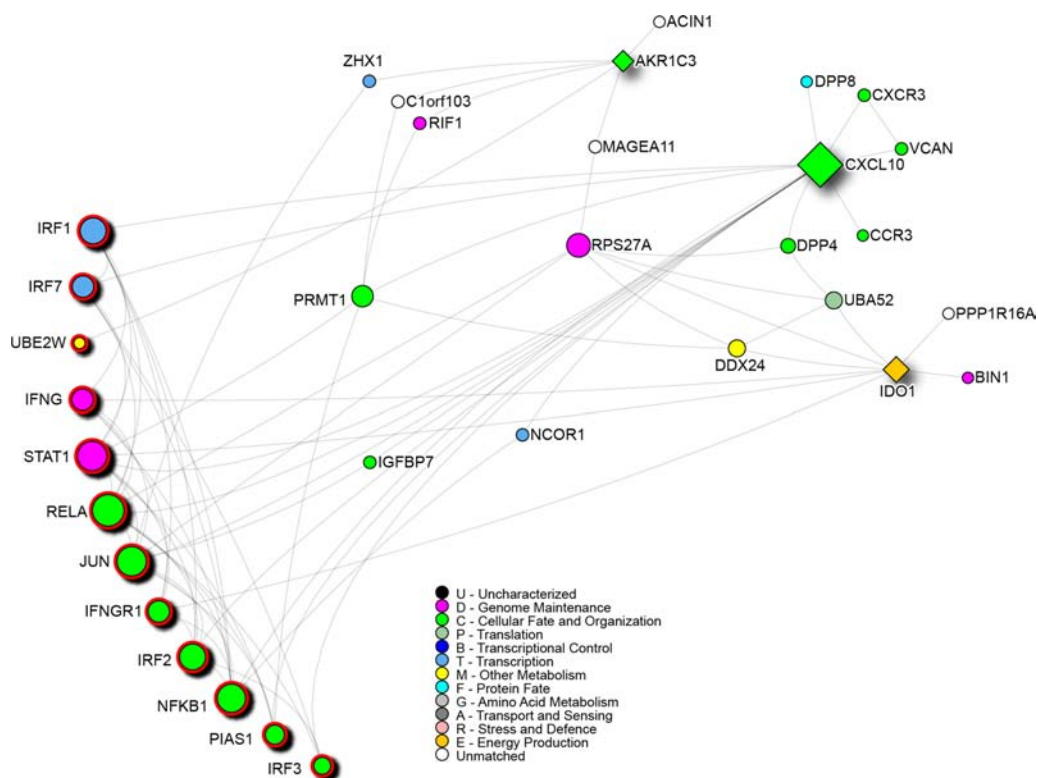 ACIN1
ZHX1
AKR1C3
DPP8
CXCR3
C1orf103
RIF1
MAGEA11
VCAN
CXCL10
IRF1
RPS27A
DPP4
CCR3
IRF7
PRMT1
UBA52
PPP1R16A
UBE2W
DDX24
IDO1
BIN1
IFNG
NCOR1
STAT1
IGFBP7
RELA
JUN
IFNGR1
IRF2
NFKB1
PIAS1
IRF3
U - Uncharacterized
D - Genome Maintenance
C - Cellular Fate and Organization
P - Translation
B - Transcriptional Control
T - Transcription
M - Other Metabolism
F - Protein Fate
G - Amino Acid Metabolism
A - Transport and Sensing
R - Stress and Defence
E - Energy Production
Unmatched